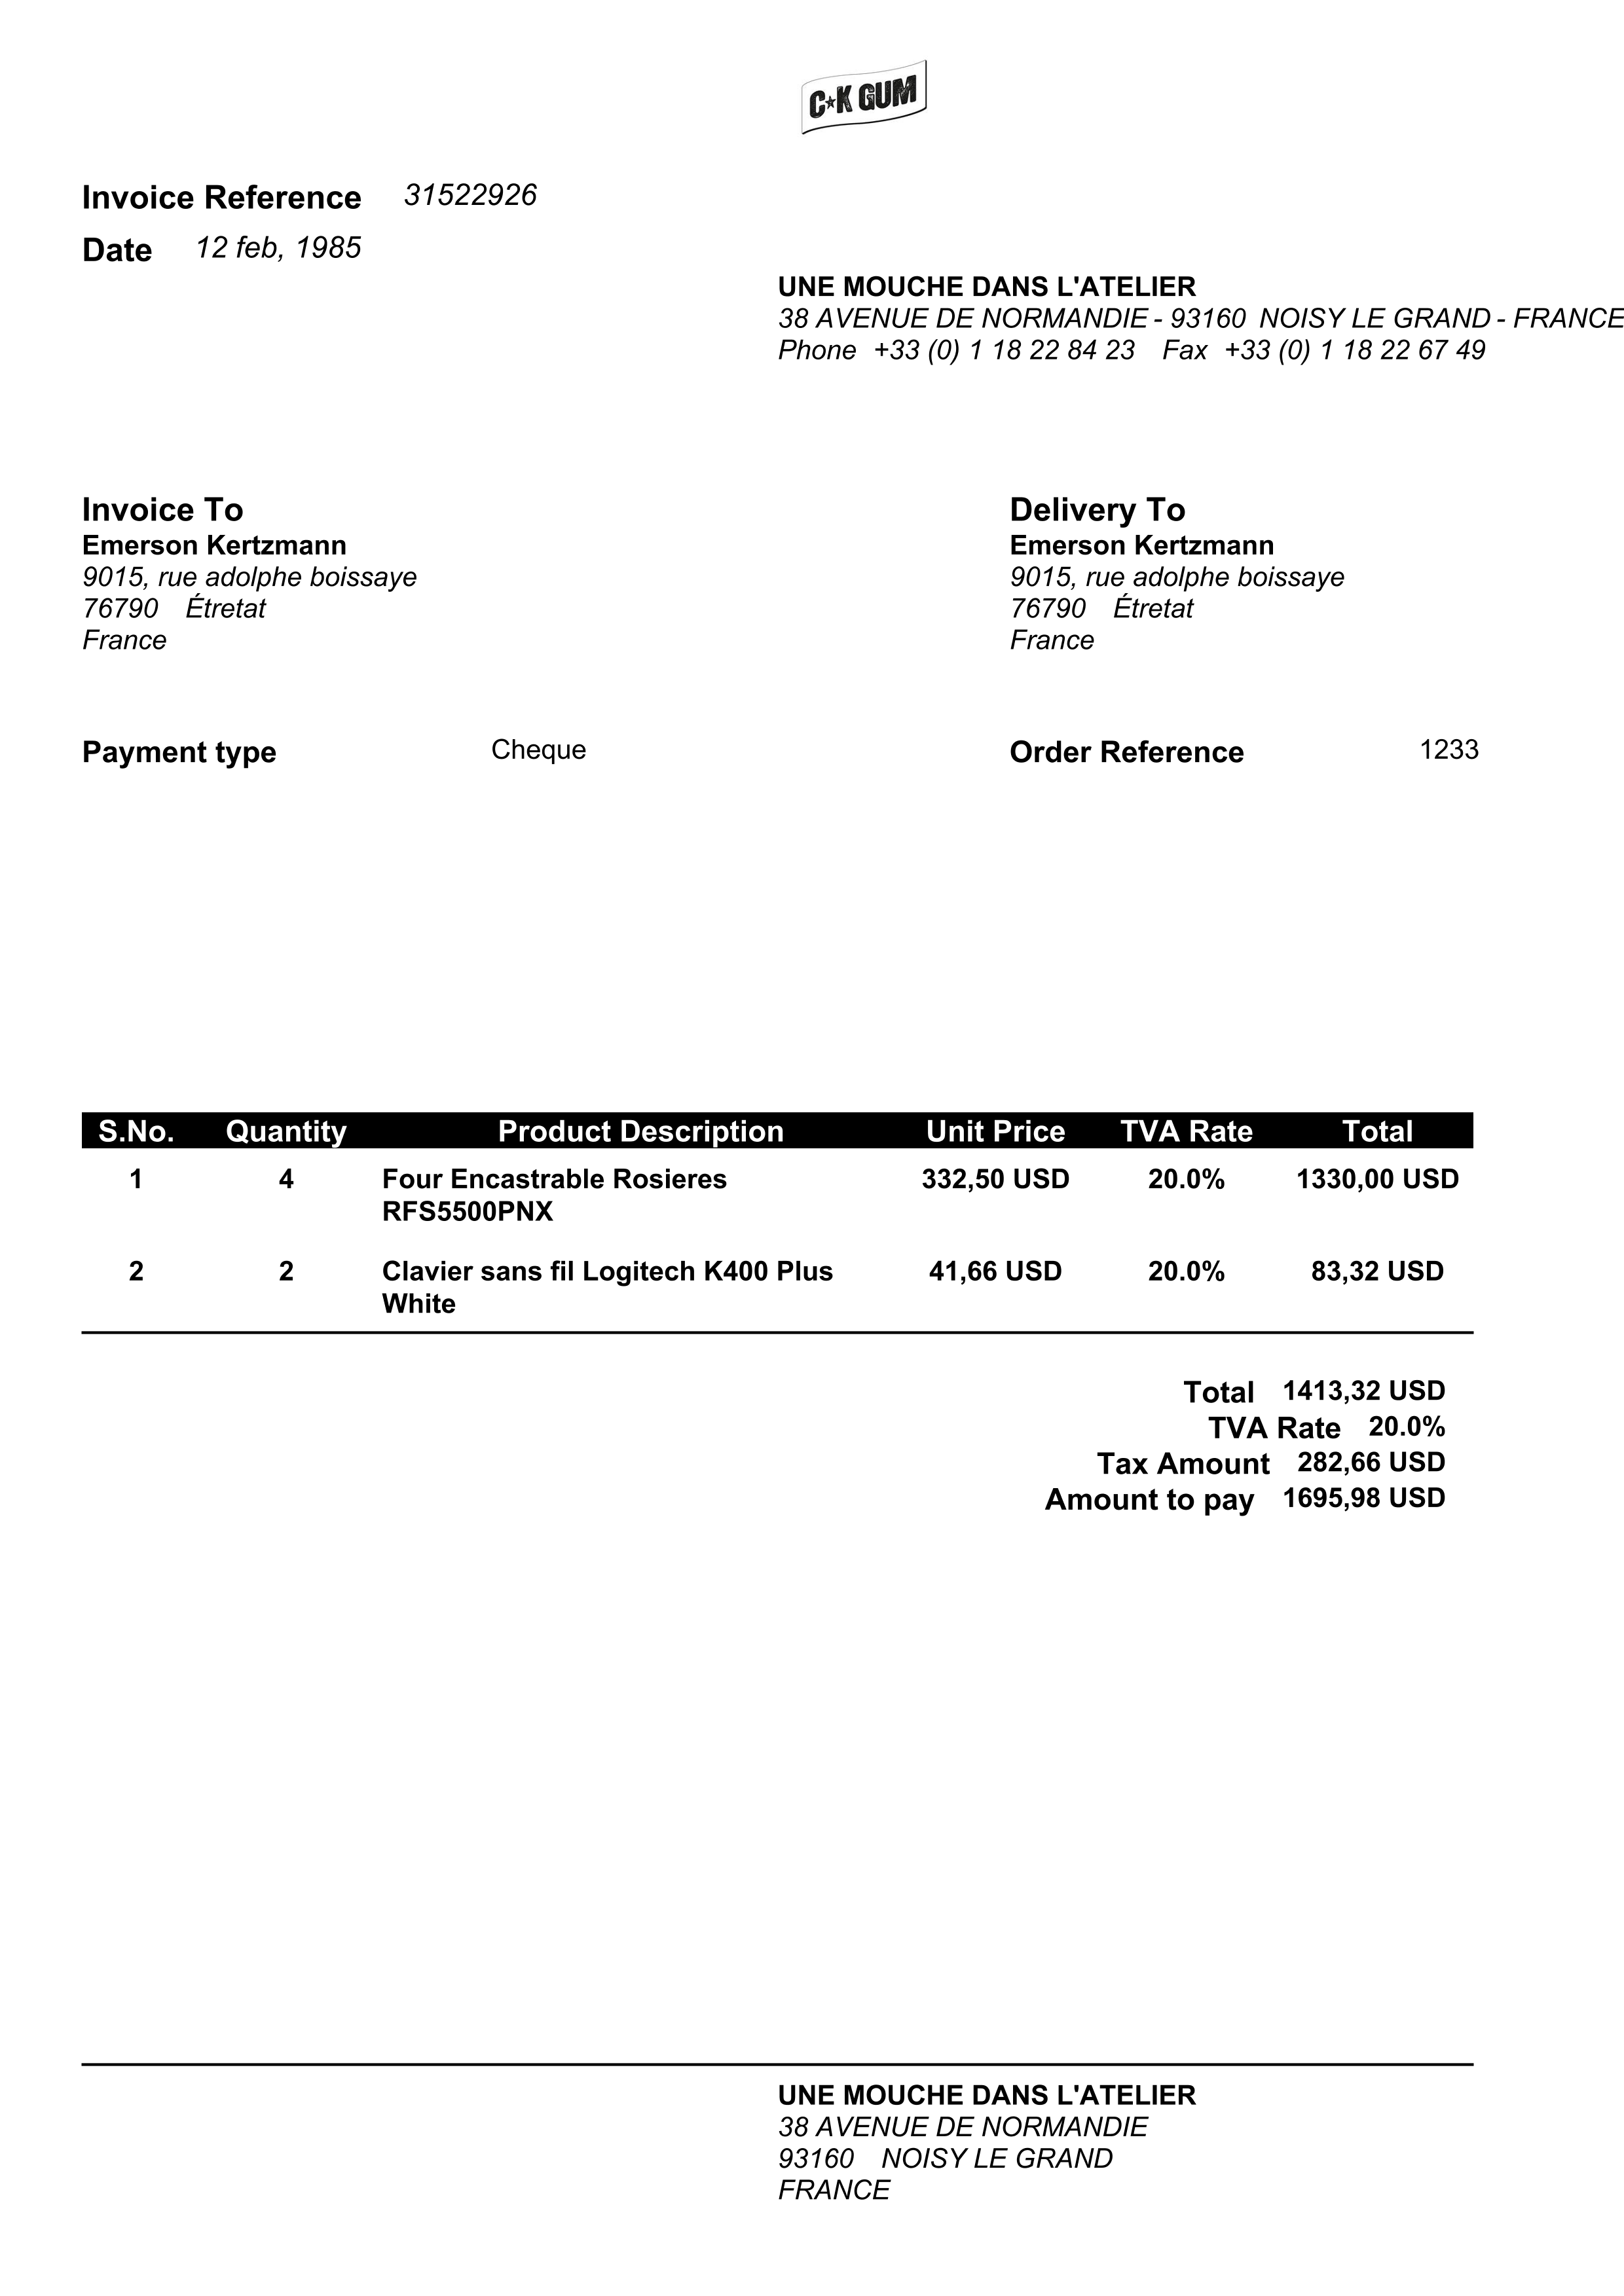 C★K GUM
Invoice Reference 31522926
Date 12 feb, 1985
UNE MOUCHE DANS L'ATELIER
38 AVENUE DE NORMANDIE - 93160 NOISY LE GRAND - FRANCE
Phone +33 (0) 1 18 22 84 23 Fax +33 (0) 1 18 22 67 49
Invoice To
Emerson Kertzmann
9015, rue adolphe boissaye
76790 Étretat
France
Delivery To
Emerson Kertzmann
9015, rue adolphe boissaye
76790 Étretat
France
Payment type Cheque
Order Reference 1233
S.No. Quantity Product Description Unit Price TVA Rate Total
1 4 Four Encastrable Rosieres 332,50 USD 20.0% 1330,00 USD
RFS5500PNX
2 2 Clavier sans fil Logitech K400 Plus 41,66 USD 20.0% 83,32 USD
White
Total 1413,32 USD
TVA Rate 20.0%
Tax Amount 282,66 USD
Amount to pay 1695,98 USD
UNE MOUCHE DANS L'ATELIER
38 AVENUE DE NORMANDIE
93160 NOISY LE GRAND
FRANCE